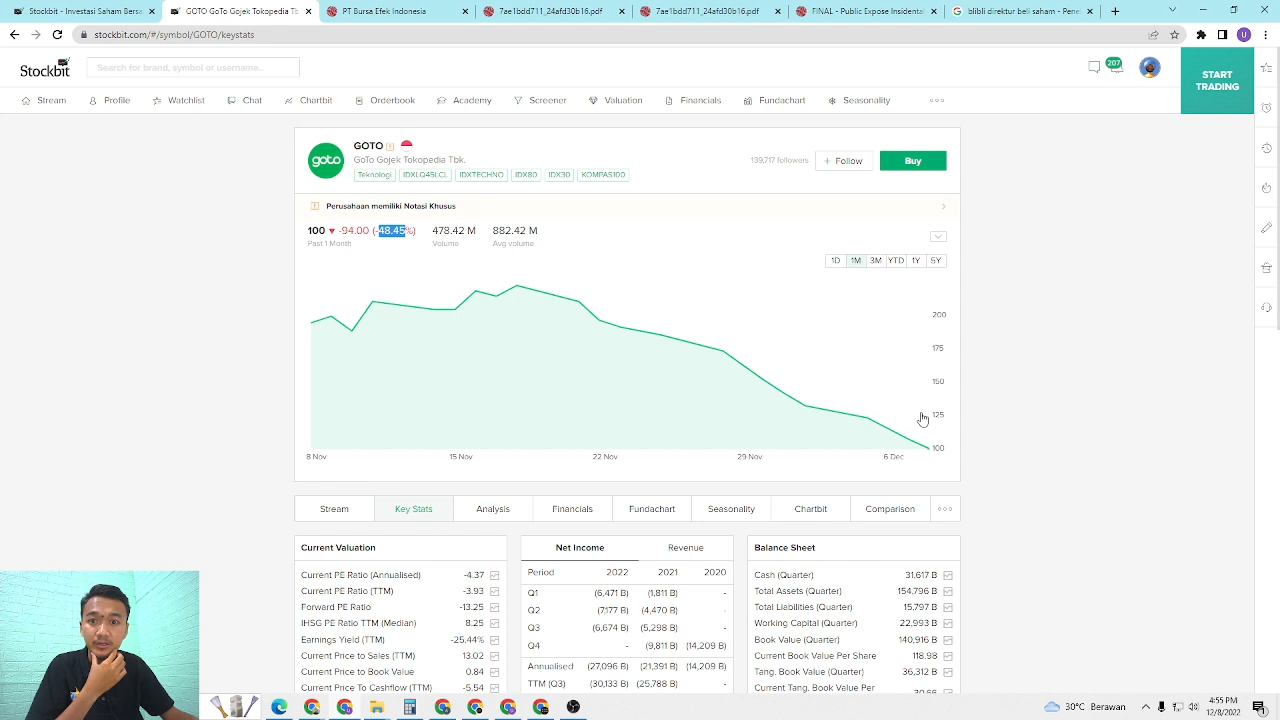 Stockbit - Investasi Saham Bersa
GOTO GoTo Gojek Tokopedia T
PT Bursa Efek Indonesia
7ae1bdd711_24afd30b16.pdf
7ae1bdd711_24afd30b16.pdf
FINAL - Public Expose Insidenta
blibli direktur beli saham - Pene
stockbit.com/#/symbol/GOTO/keystats
U
Stockbit
Search for brand, symbol or username...
207
START
TRADING
Stream
Profile
Watchlist
Chat
Chartbit
Orderbook
Academy
Screener
Valuation
Financials
Fundachart
Seasonality
goto
GOTO
GoTo Gojek Tokopedia Tbk.
Teknologi
IDXLQ45LCL
IDXTECHNO
IDX80
IDX30
KOMPAS100
139,717 followers
+ Follow
Buy
Perusahaan memiliki Notasi Khusus
100 ▼ -94.00 (-48.45%)
478.42 M
882.42 M
Past 1 Month
Volume
Avg volume
1D
1M
3M
YTD
1Y
5Y
200
175
150
125
100
8 Nov
15 Nov
22 Nov
29 Nov
6 Dec
Stream
Key Stats
Analysis
Financials
Fundachart
Seasonality
Chartbit
Comparison
Current Valuation
Current PE Ratio (Annualised) -4.37
Current PE Ratio (TTM) -3.93
Forward PE Ratio -13.25
IHSG PE Ratio TTM (Median) 8.25
Earnings Yield (TTM) -25.44%
Current Price to Sales (TTM) 13.02
Current Price to Book Value 0.84
Current Price To Cashflow (TTM) -5.54
Net Income
Revenue
Period 2022 2021 2020
Q1 (6,471 B) (1,811 B) -
Q2 (7,177 B) (4,470 B) -
Q3 (6,674 B) (5,298 B) -
Q4 - (9,811 B) (14,209 B)
Annualised (27,096 B) (21,391 B) (14,209 B)
TTM (Q3) (30,133 B) (25,788 B) -
Balance Sheet
Cash (Quarter) 31,617 B
Total Assets (Quarter) 154,796 B
Total Liabilities (Quarter) 15,797 B
Working Capital (Quarter) 22,993 B
Book Value (Quarter) 140,916 B
Current Book Value Per Share 118.98
Tang. Book Value (Quarter) 36,312 B
Current Tang. Book Value Per
30.66
30°C Berawan
4:55 PM
12/8/2022